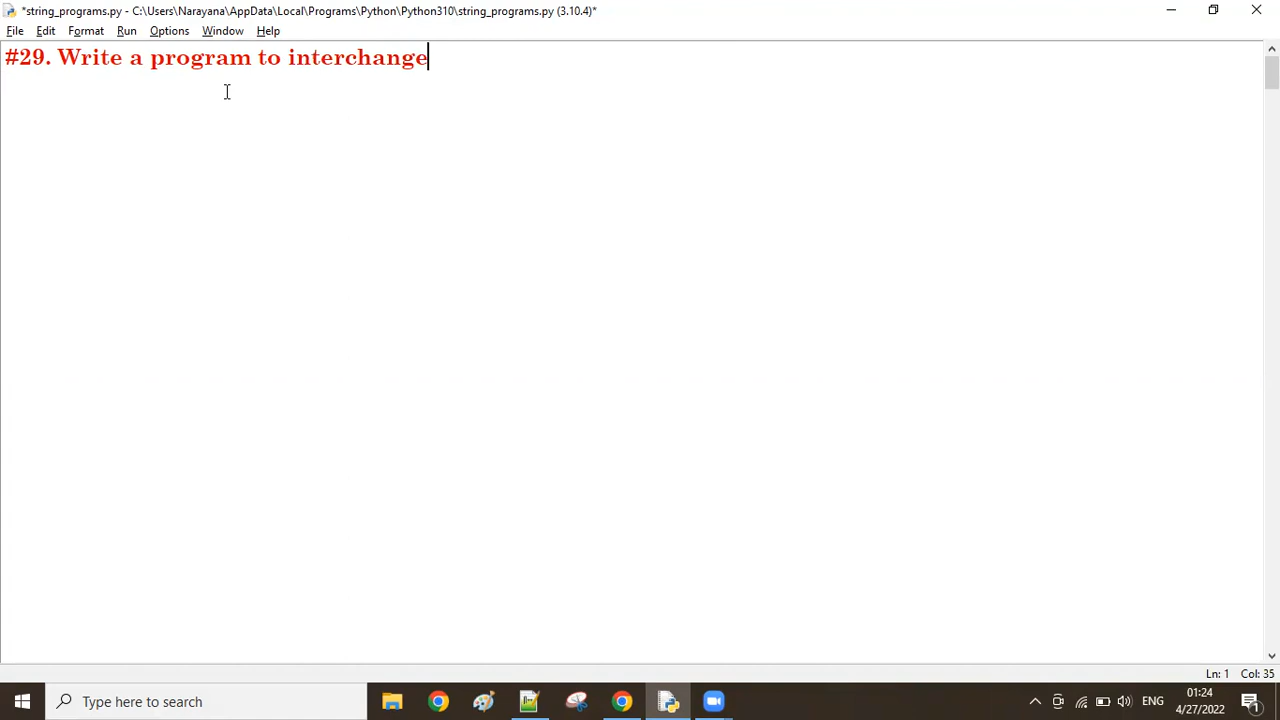 *string_programs.py - C:\Users\Narayana\AppData\Local\Programs\Python\Python310\string_programs.py (3.10.4)*
File Edit Format Run Options Window Help
#29. Write a program to interchange
Ln: 1 Col: 35
Type here to search
ENG
01:24
4/27/2022
1